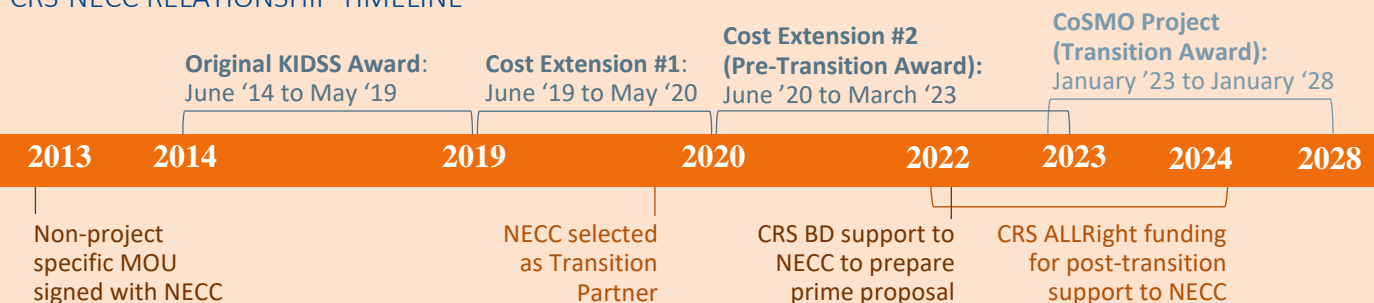 CRS-NECC RELATIONSHIP TIMELINE
Original KIDSS Award:
June ‘14 to May ‘19
Cost Extension #1:
June ‘19 to May ‘20
Cost Extension #2
(Pre-Transition Award):
June ’20 to March ‘23
CoSMO Project
(Transition Award):
January ‘23 to January ‘28
2013 2014 2019 2020 2022 2023 2024 2028
Non-project
specific MOU
signed with NECC
NECC selected
as Transition
Partner
CRS BD support to
NECC to prepare
prime proposal
CRS ALLRight funding
for post-transition
support to NECC